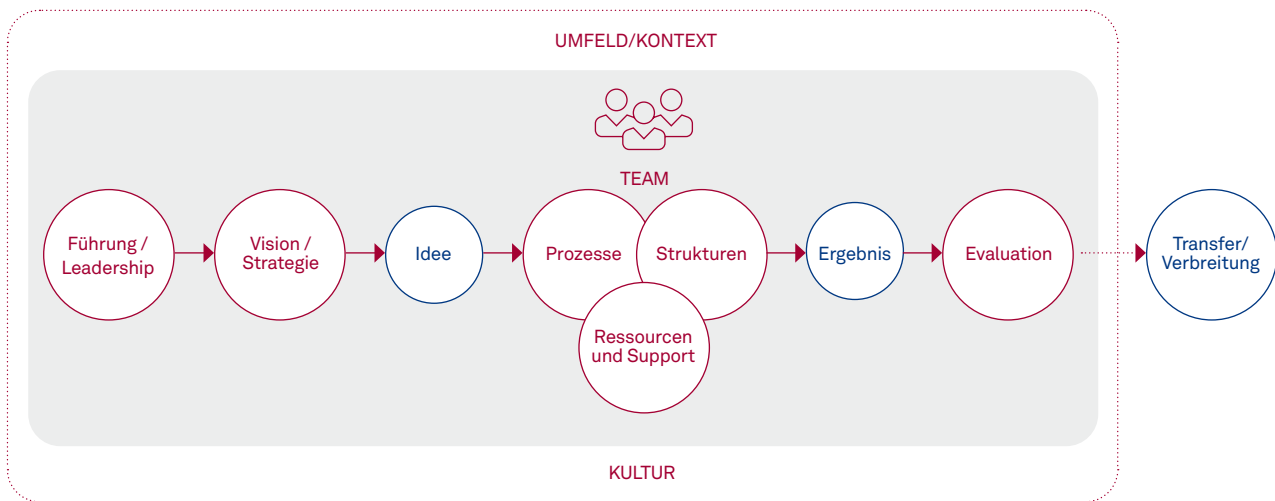 UMFELD/KONTEXT
TEAM
Führung /
Leadership
Vision /
Strategie
Idee
Prozesse
Strukturen
Ressourcen
und Support
Ergebnis
Evaluation
Transfer/
Verbreitung
KULTUR